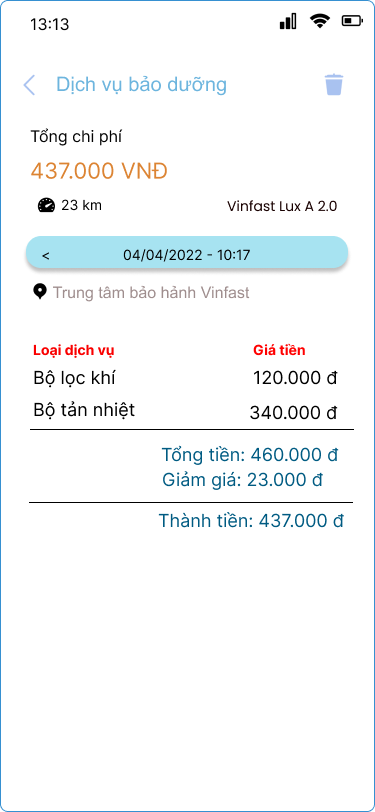 13:13
Dịch vụ bảo dưỡng
Tổng chi phí
437.000 VNĐ
23 km Vinfast Lux A 2.0
< 04/04/2022 - 10:17
Trung tâm bảo hành Vinfast
Loại dịch vụ Giá tiền
Bộ lọc khí 120.000 đ
Bộ tản nhiệt 340.000 đ
Tổng tiền: 460.000 đ
Giảm giá: 23.000 đ
Thành tiền: 437.000 đ